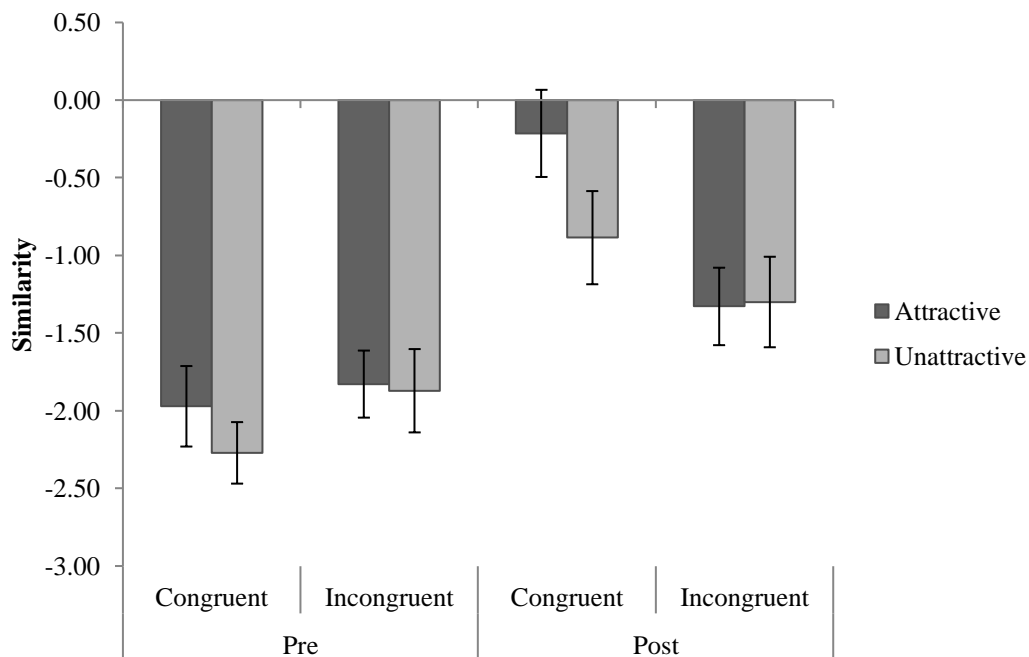 0.50
0.00
-0.50
-1.00
-1.50
-2.00
-2.50
-3.00
Similarity
Attractive
Unattractive
Congruent Incongruent Congruent Incongruent
Pre Post